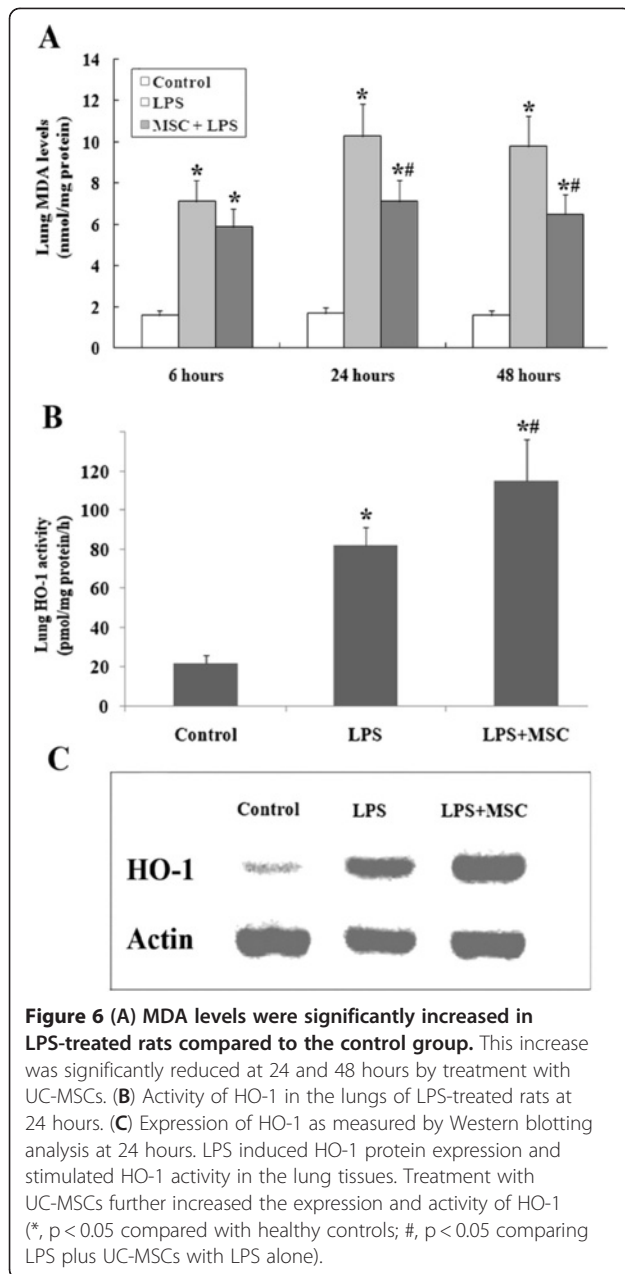 A
Lung MDA levels
(nmol/mg protein)
14
12
10
8
6
4
2
0
Control
LPS
MSC + LPS
* * * *# * *#
6 hours 24 hours 48 hours
B
Lung HO-1 activity
(pmol/mg protein/h)
120
100
80
60
40
20
0
* *#
Control LPS LPS+MSC
C
Control LPS LPS+MSC
HO-1
Actin
Figure 6 (A) MDA levels were significantly increased in
LPS-treated rats compared to the control group. This increase
was significantly reduced at 24 and 48 hours by treatment with
UC-MSCs. (B) Activity of HO-1 in the lungs of LPS-treated rats at
24 hours. (C) Expression of HO-1 as measured by Western blotting
analysis at 24 hours. LPS induced HO-1 protein expression and
stimulated HO-1 activity in the lung tissues. Treatment with
UC-MSCs further increased the expression and activity of HO-1
(*, p < 0.05 compared with healthy controls; #, p < 0.05 comparing
LPS plus UC-MSCs with LPS alone).